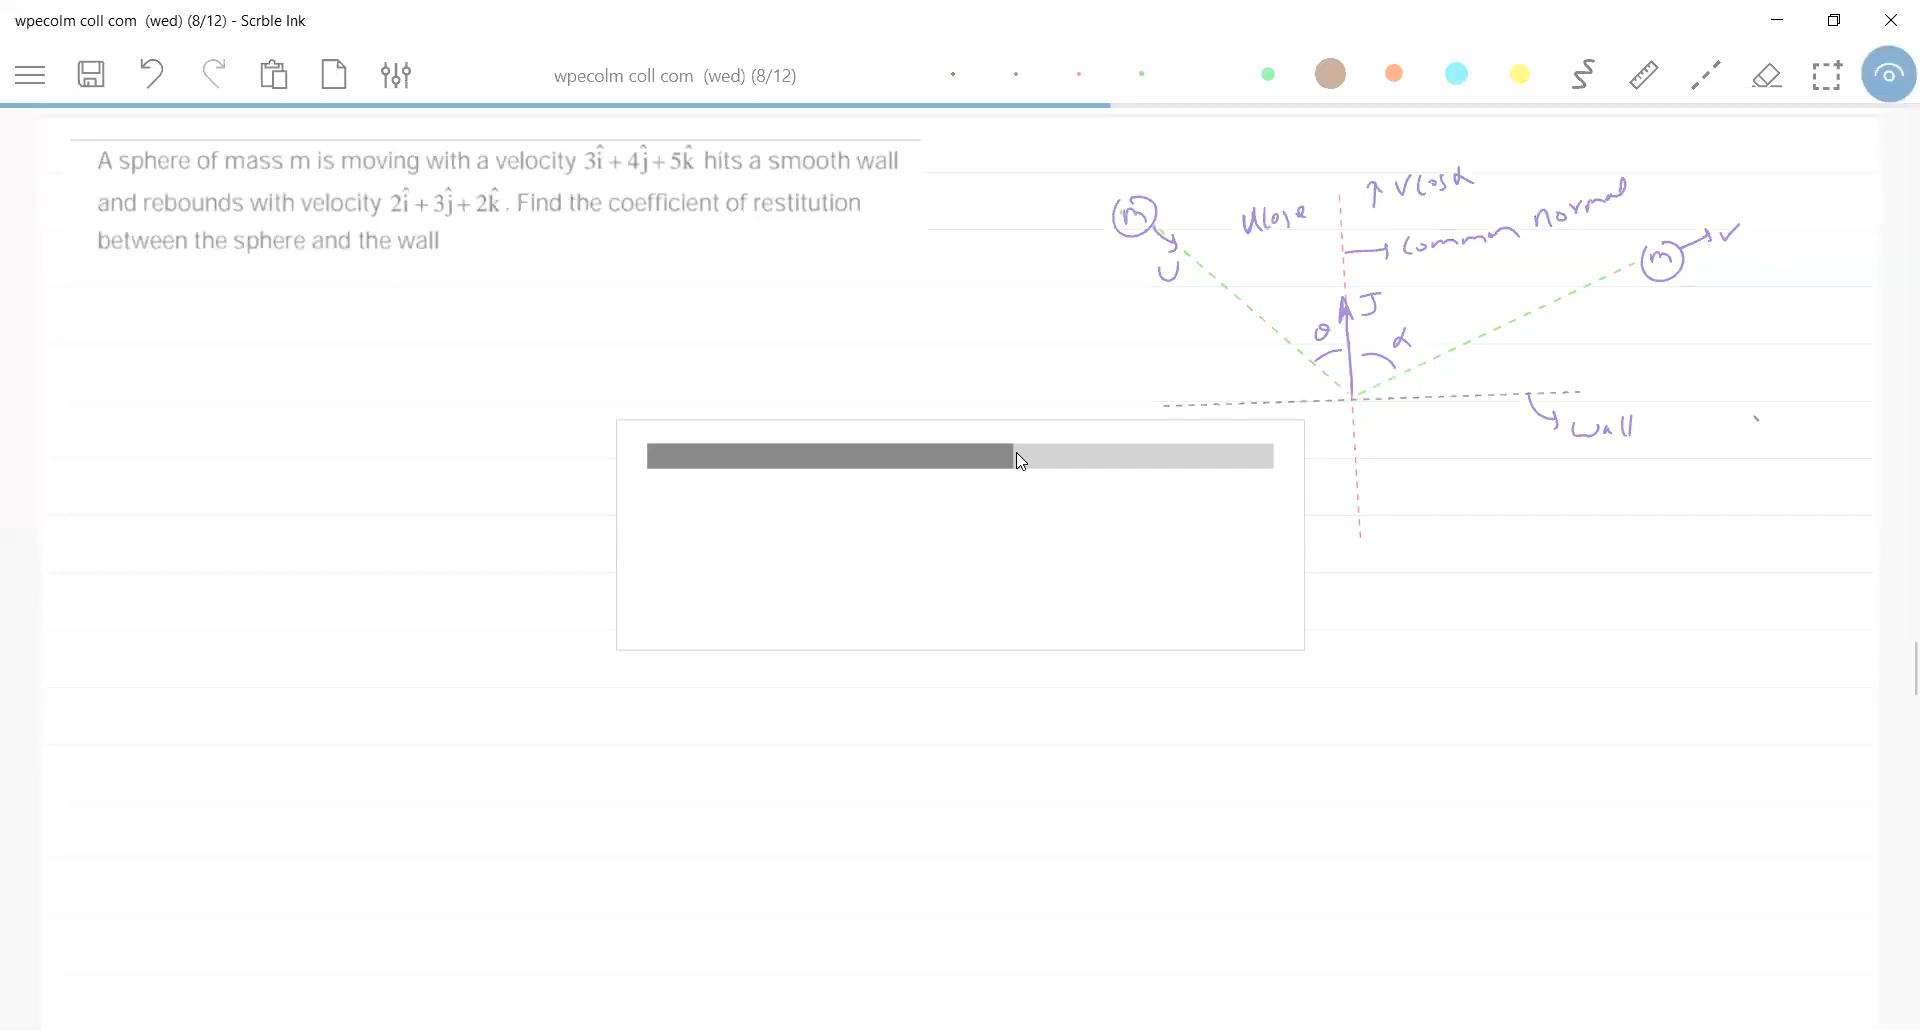 wpecolm coll com (wed) (8/12) - Scrble Ink
wpecolm coll com (wed) (8/12)
A sphere of mass m is moving with a velocity 3î + 4ĵ + 5k̂ hits a smooth wall
and rebounds with velocity 2î + 3ĵ + 2k̂ . Find the coefficient of restitution
between the sphere and the wall
m
U
Ucosθ
↑ Vcosα
→ Common normal
m
V
J
θ
α
wall